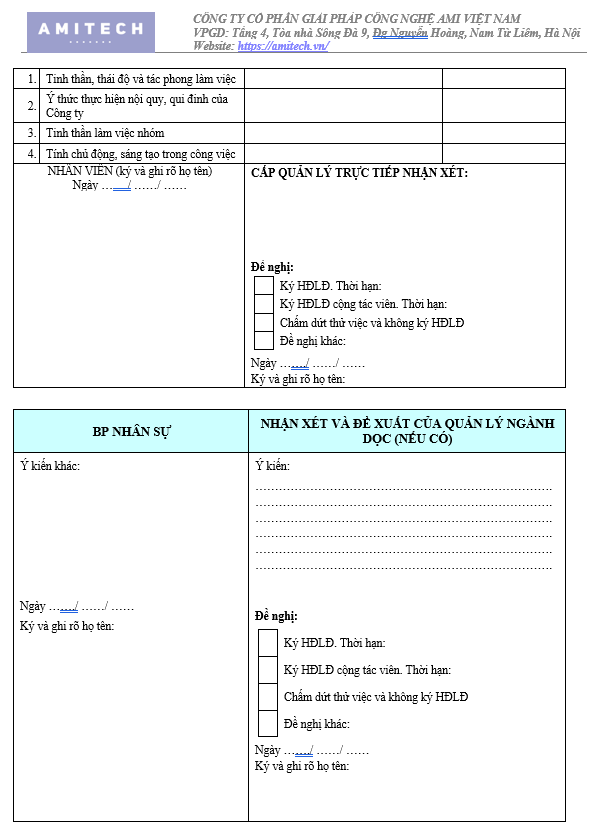 AMITECH
CÔNG TY CỔ PHẦN GIẢI PHÁP CÔNG NGHỆ AMI VIỆT NAM
VPGD: Tầng 4, Tòa nhà Sông Đà 9, Đg Nguyễn Hoàng, Nam Từ Liêm, Hà Nội
Website: https://amitech.vn/
1. Tinh thần, thái độ và tác phong làm việc
2. Ý thức thực hiện nội quy, qui đính của
Công ty
3. Tinh thần làm việc nhóm
4. Tính chủ động, sáng tạo trong công việc
NHÂN VIÊN (ký và ghi rõ họ tên)
Ngày ……/ ……/ ……
CẤP QUẢN LÝ TRỰC TIẾP NHẬN XÉT:
Đề nghị:
Ký HĐLĐ. Thời hạn:
Ký HĐLĐ cộng tác viên. Thời hạn:
Chấm dứt thử việc và không ký HĐLĐ
Đề nghị khác:
Ngày ……/ ……/ ……
Ký và ghi rõ họ tên:
BP NHÂN SỰ
NHẬN XÉT VÀ ĐỀ XUẤT CỦA QUẢN LÝ NGÀNH
DỌC (NẾU CÓ)
Ý kiến khác:
Ngày ……/ ……/ ……
Ký và ghi rõ họ tên:
Ý kiến:
……………………………………………………………
……………………………………………………………
……………………………………………………………
……………………………………………………………
……………………………………………………………
……………………………………………………………
Đề nghị:
Ký HĐLĐ. Thời hạn:
Ký HĐLĐ cộng tác viên. Thời hạn:
Chấm dứt thử việc và không ký HĐLĐ
Đề nghị khác:
Ngày ……/ ……/ ……
Ký và ghi rõ họ tên: